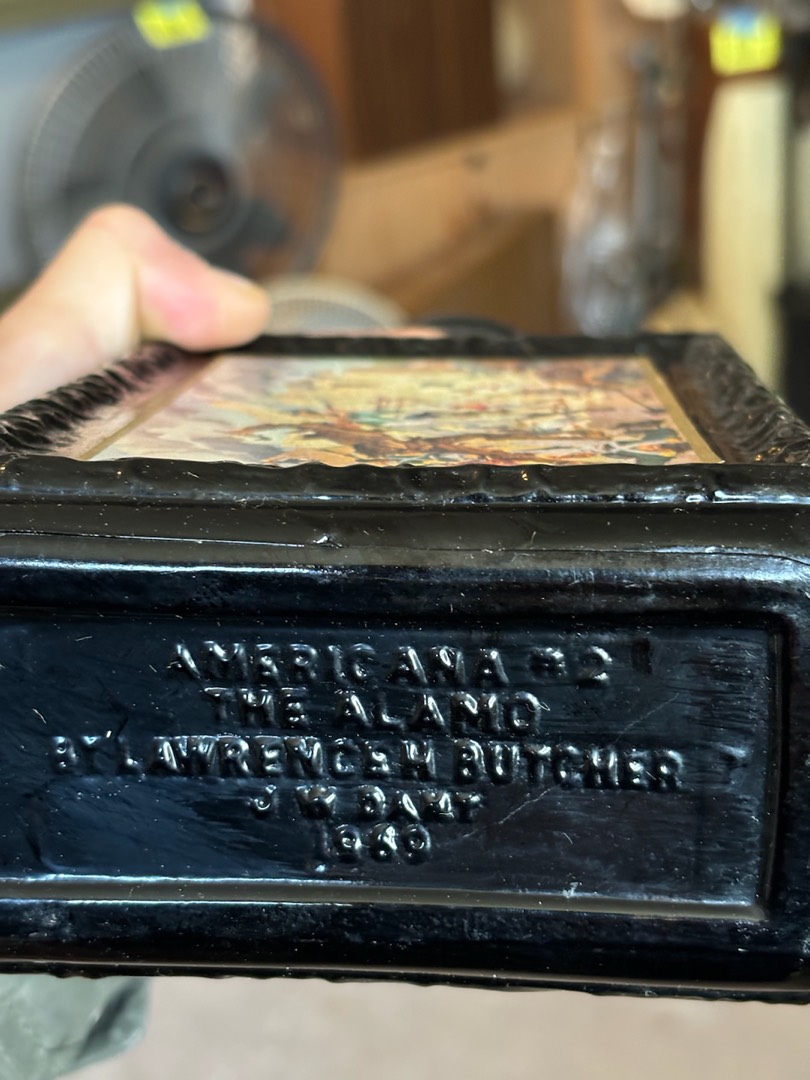 AMERICANA #2
THE ALAMO
BY LAWRENCE H BUTCHER
J W DANT
1969